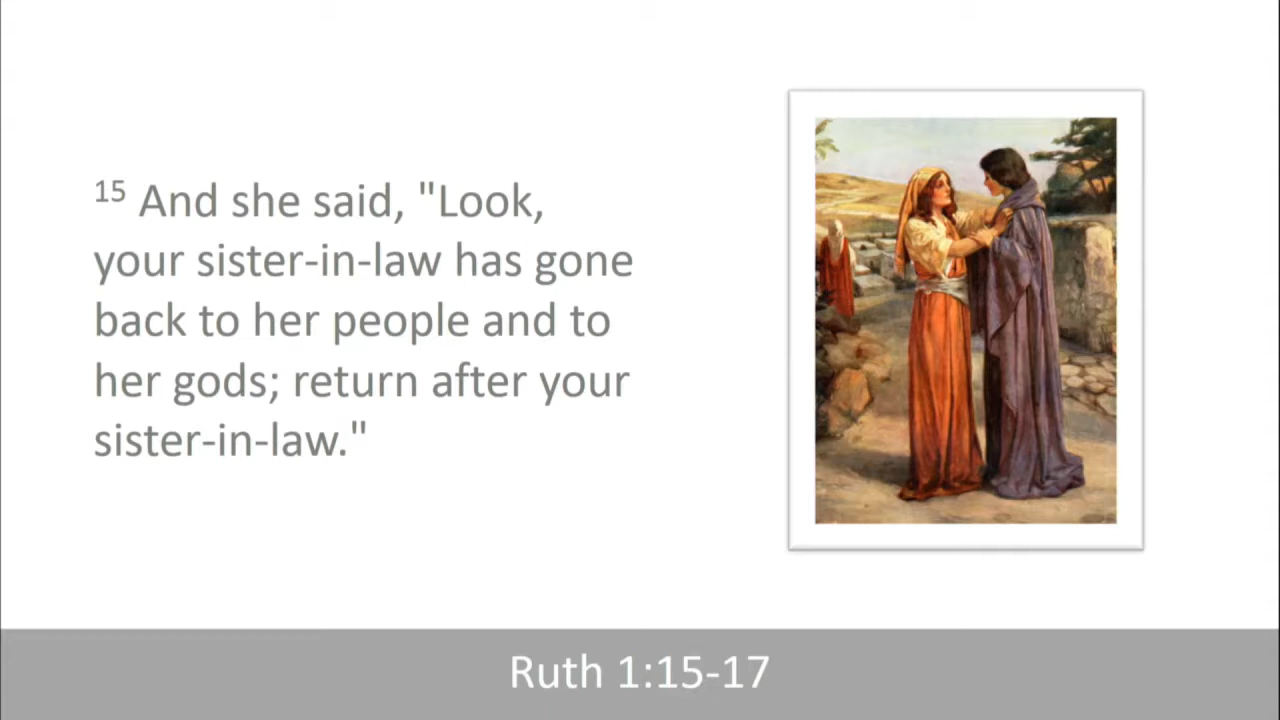 15 And she said, "Look,
your sister-in-law has gone
back to her people and to
her gods; return after your
sister-in-law."
Ruth 1:15-17